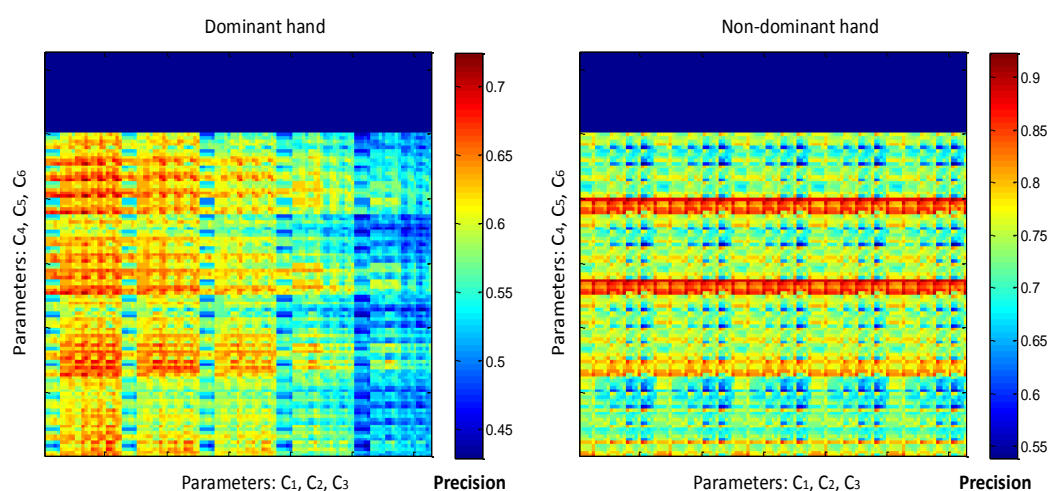 Dominant hand
Parameters: C4, C5, C6
0.7
0.65
0.6
0.55
0.5
0.45
Parameters: C1, C2, C3
Precision
Non-dominant hand
Parameters: C4, C5, C6
0.9
0.85
0.8
0.75
0.7
0.65
0.6
0.55
Parameters: C1, C2, C3
Precision